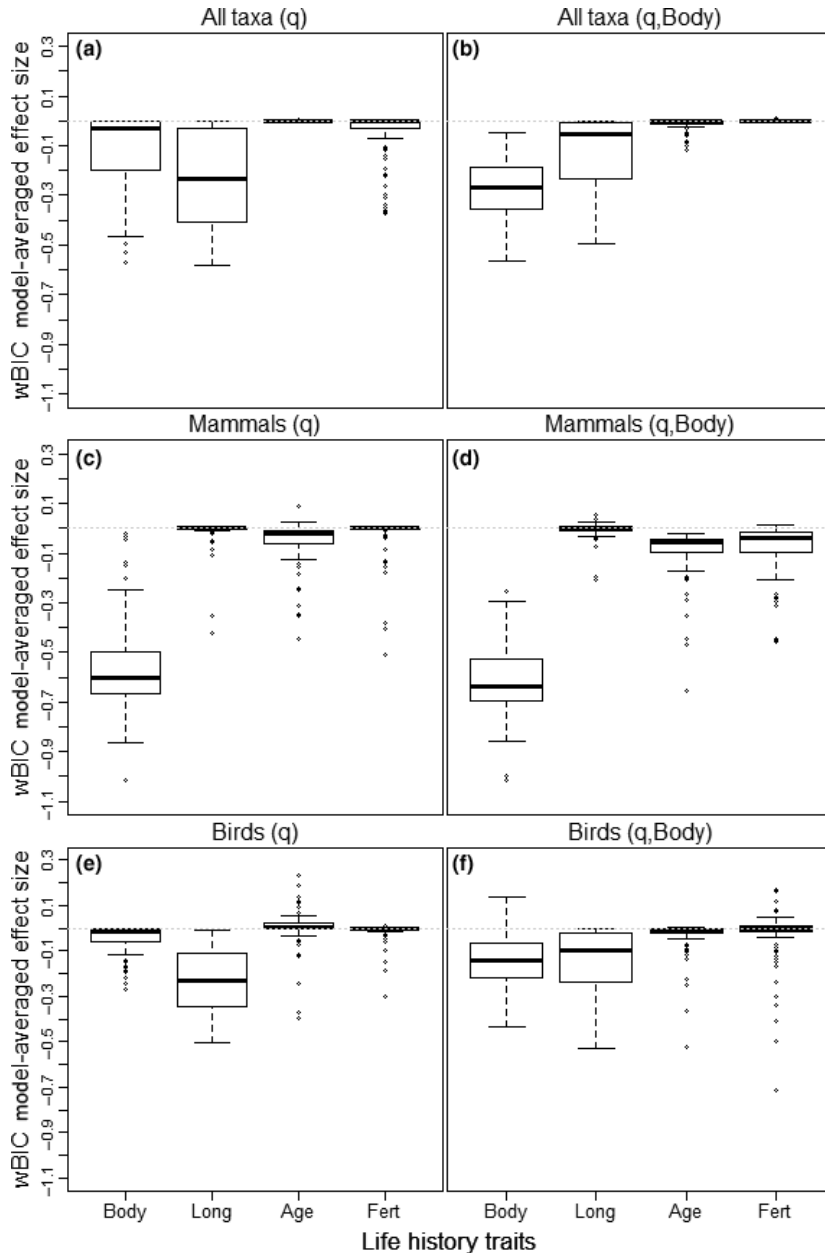 All taxa (q)
All taxa (q,Body)
(a)
(b)
wBIC model-averaged effect size
0.3
0.1
−0.1
−0.3
−0.5
−0.7
−0.9
−1.1
Mammals (q)
Mammals (q,Body)
(c)
(d)
wBIC model-averaged effect size
0.3
0.1
−0.1
−0.3
−0.5
−0.7
−0.9
−1.1
Birds (q)
Birds (q,Body)
(e)
(f)
wBIC model-averaged effect size
0.3
0.1
−0.1
−0.3
−0.5
−0.7
−0.9
−1.1
Body Long Age Fert Body Long Age Fert
Life history traits